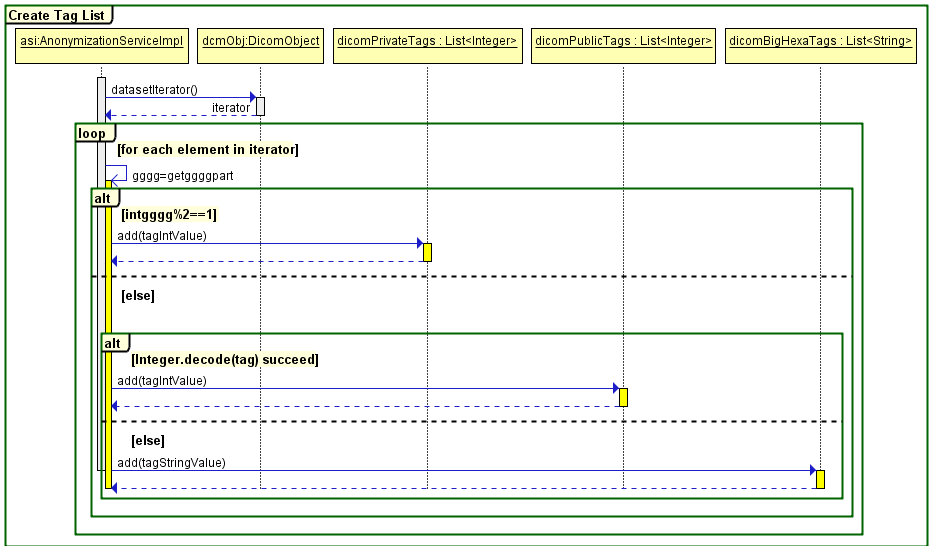 Create Tag List
asi:AnonymizationServiceImpl
dcmObj:DicomObject
dicomPrivateTags : List<Integer>
dicomPublicTags : List<Integer>
dicomBigHexaTags : List<String>
datasetIterator()
iterator
loop
[for each element in iterator]
gggg=getggggpart
alt
[intgggg%2==1]
add(tagIntValue)
[else]
alt
[Integer.decode(tag) succeed]
add(tagIntValue)
[else]
add(tagStringValue)